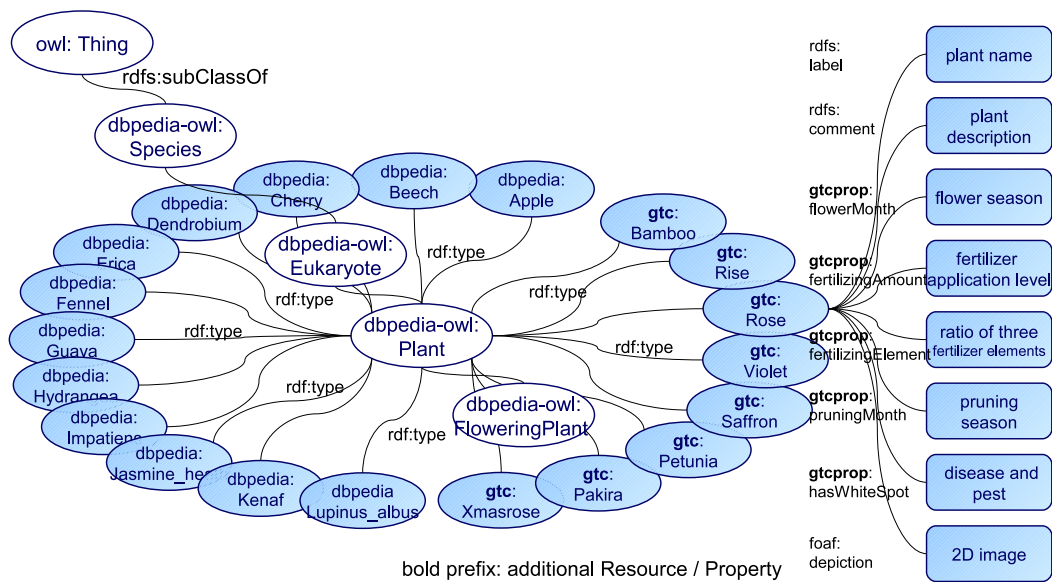 owl: Thing
rdfs:subClassOf
dbpedia-owl:
Species
dbpedia:
Cherry
dbpedia:
Beech
dbpedia:
Apple
dbpedia:
Dendrobium
dbpedia-owl:
Eukaryote
dbpedia:
Erica
dbpedia:
Fennel
dbpedia:
Guava
dbpedia:
Hydrangea
dbpedia:
Impatiens
dbpedia:
Jasmine_hea
dbpedia:
Kenaf
dbpedia
Lupinus_albus
rdf:type
rdf:type
rdf:type
rdf:type
rdf:type
rdf:type
rdf:type
rdf:type
dbpedia-owl:
Plant
dbpedia-owl:
FloweringPlant
gtc:
Bamboo
gtc:
Rise
gtc:
Rose
gtc:
Violet
gtc:
Saffron
gtc:
Petunia
gtc:
Pakira
gtc:
Xmasrose
rdfs:
label
plant name
rdfs:
comment
plant
description
gtcprop:
flowerMonth
flower season
gtcprop:
fertilizingAmount
fertilizer
application level
gtcprop:
fertilizingElement
ratio of three
fertilizer elements
gtcprop:
pruningMonth
pruning
season
gtcprop:
hasWhiteSpot
disease and
pest
foaf:
depiction
2D image
bold prefix: additional Resource / Property